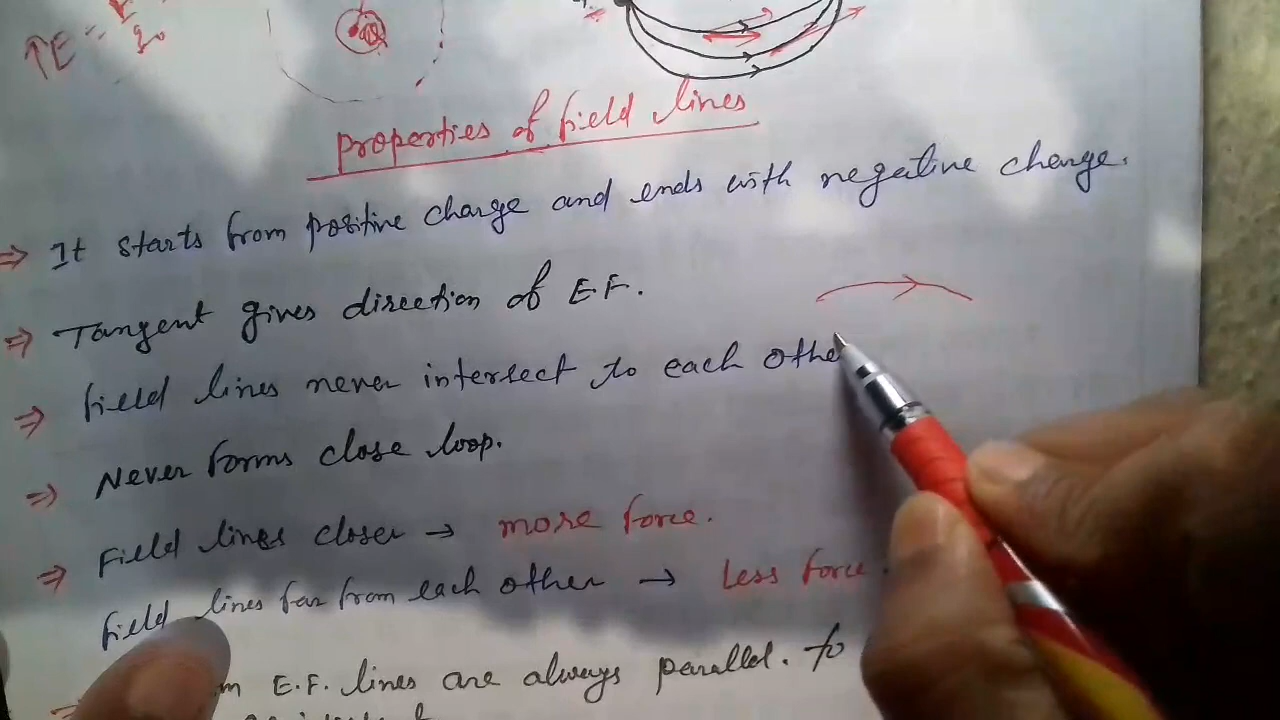 ↑E =
q₀
Properties of field lines
⇒ It starts from positive charge and ends with negative charge.
⇒ Tangent gives direction of E.F.
⇒ field lines never intersect to each othe
⇒ Never forms close loop.
⇒ Field lines closer → more force.
field lines far from each other → Less force.
E.F. lines are always parallel. to